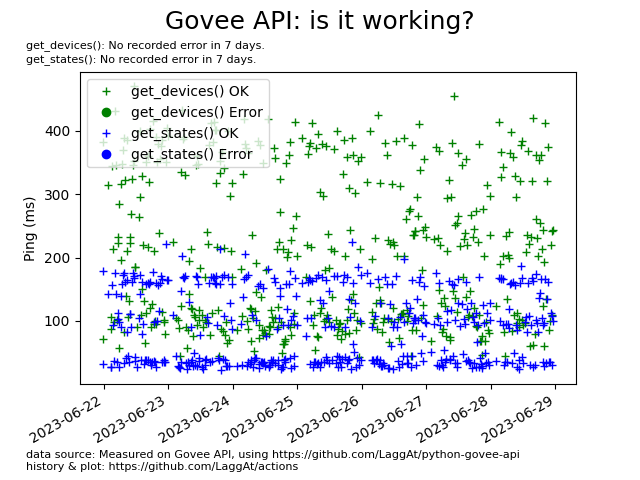 Govee API: is it working?
get_devices(): No recorded error in 7 days.
get_states(): No recorded error in 7 days.
get_devices() OK
get_devices() Error
get_states() OK
get_states() Error
Ping (ms)
400
300
200
100
2023-06-22
2023-06-23
2023-06-24
2023-06-25
2023-06-26
2023-06-27
2023-06-28
2023-06-29
data source: Measured on Govee API, using https://github.com/LaggAt/python-govee-api
history & plot: https://github.com/LaggAt/actions